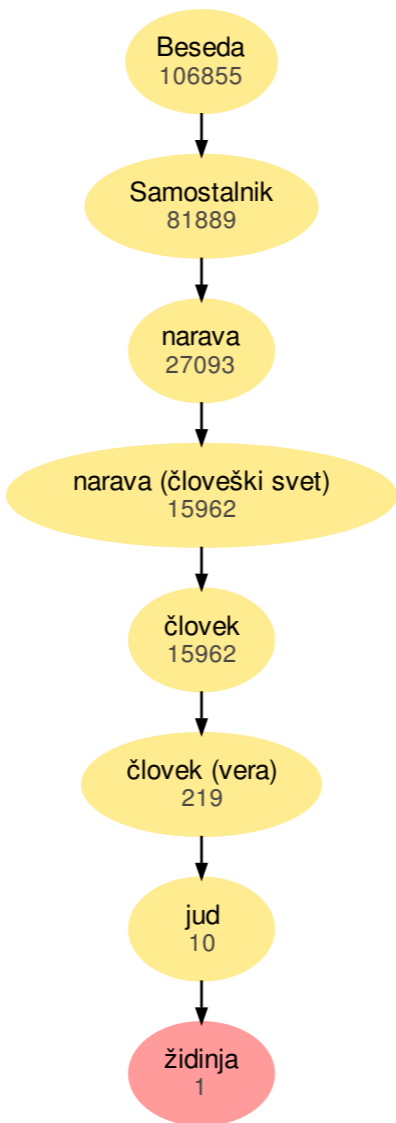 Beseda
106855
Samostalnik
81889
narava
27093
narava (človeški svet)
15962
človek
15962
človek (vera)
219
jud
10
židinja
1